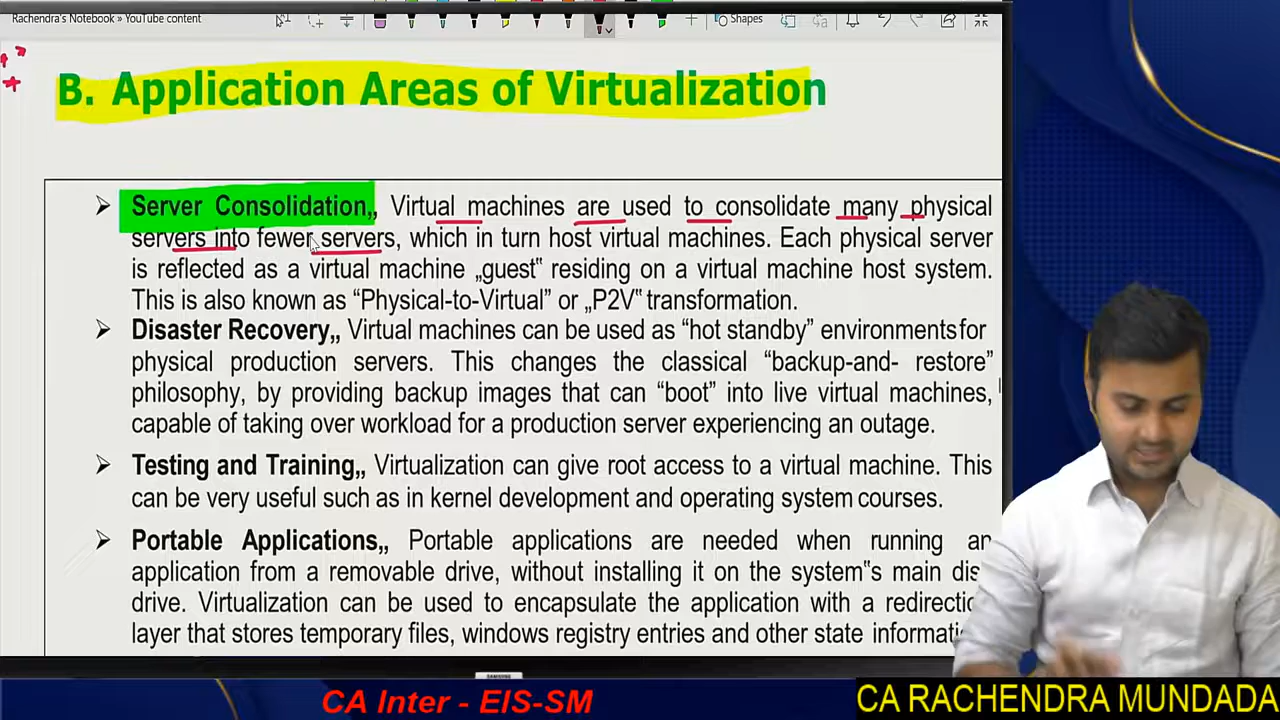 Rachendra's Notebook » YouTube content
Shapes
B. Application Areas of Virtualization
➤ Server Consolidation„ Virtual machines are used to consolidate many physical
servers into fewer servers, which in turn host virtual machines. Each physical server
is reflected as a virtual machine „guest‟ residing on a virtual machine host system.
This is also known as “Physical-to-Virtual” or „P2V‟ transformation.
➤ Disaster Recovery„ Virtual machines can be used as “hot standby” environments for
physical production servers. This changes the classical “backup-and- restore”
philosophy, by providing backup images that can “boot” into live virtual machines,
capable of taking over workload for a production server experiencing an outage.
➤ Testing and Training„ Virtualization can give root access to a virtual machine. This
can be very useful such as in kernel development and operating system courses.
➤ Portable Applications„ Portable applications are needed when running an
application from a removable drive, without installing it on the system‟s main dis
drive. Virtualization can be used to encapsulate the application with a redirectio
layer that stores temporary files, windows registry entries and other state informati
SAMSUNG
CA Inter - EIS-SM
CA RACHENDRA MUNDADA